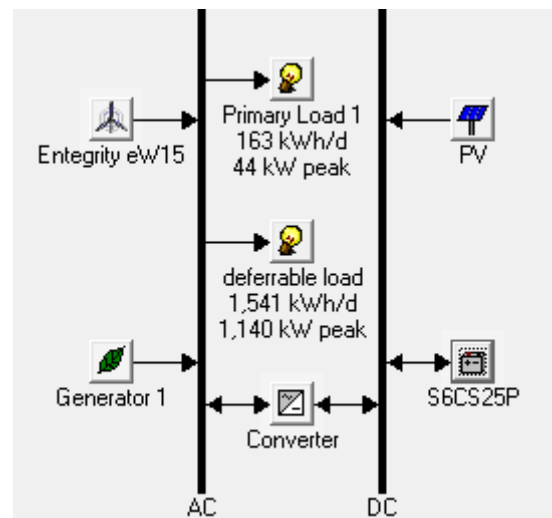 Primary Load 1
163 kWh/d
44 kW peak
Entegrity eW15
PV
deferrable load
1,541 kWh/d
1,140 kW peak
Generator 1
S6CS25P
Converter
AC
DC